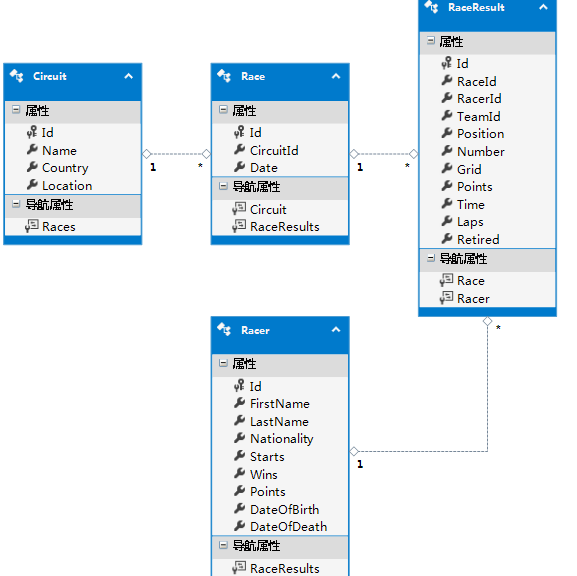 Circuit
属性
Id
Name
Country
Location
导航属性
Races
1
*
Race
属性
Id
CircuitId
Date
导航属性
Circuit
RaceResults
1
*
RaceResult
属性
Id
RaceId
RacerId
TeamId
Position
Number
Grid
Points
Time
Laps
Retired
导航属性
Race
Racer
*
Racer
属性
Id
FirstName
LastName
Nationality
Starts
Wins
Points
DateOfBirth
DateOfDeath
导航属性
RaceResults
1